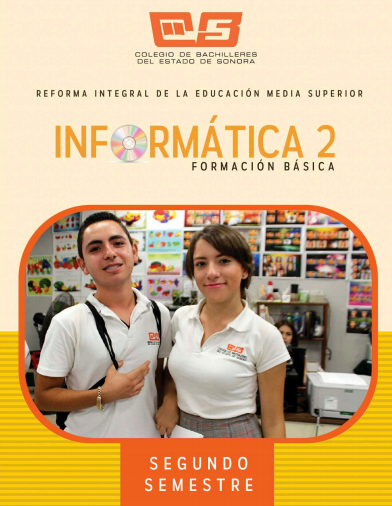 COLEGIO DE BACHILLERES
DEL ESTADO DE SONORA
REFORMA INTEGRAL DE LA EDUCACIÓN MEDIA SUPERIOR
INFORMÁTICA 2
FORMACIÓN BÁSICA
SEGUNDO
SEMESTRE